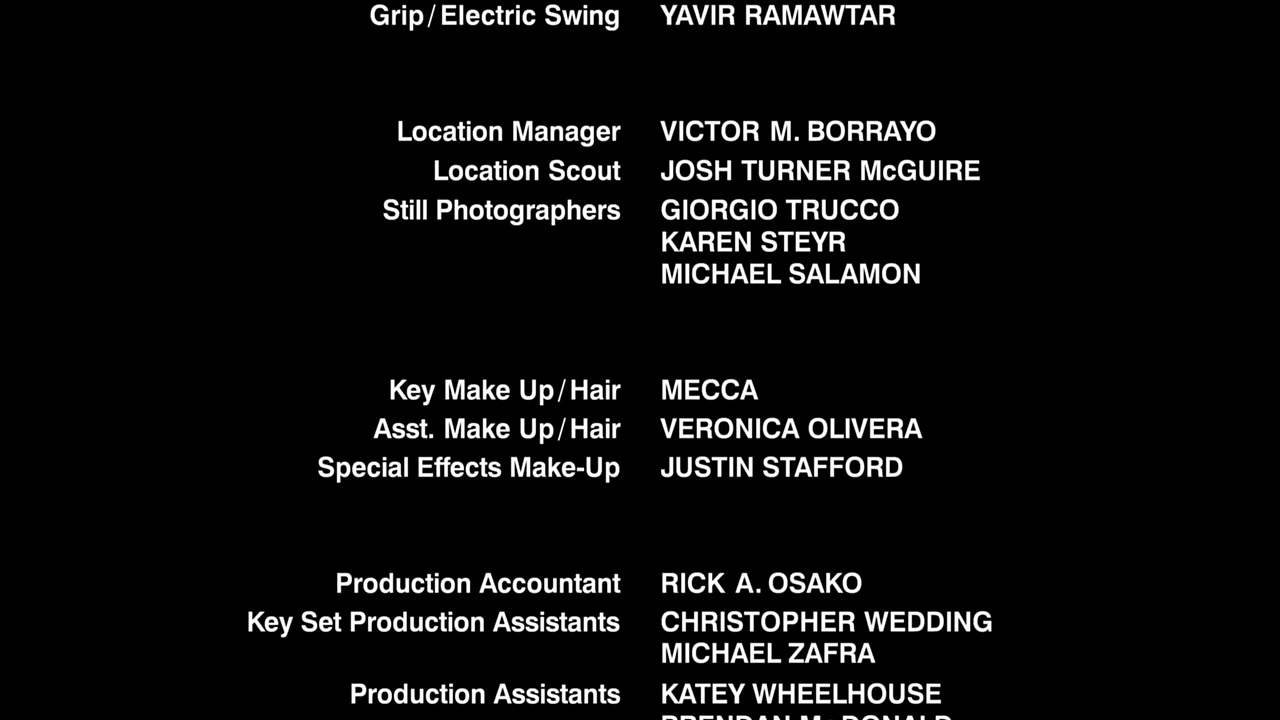 Grip/Electric Swing YAVIR RAMAWTAR
Location Manager VICTOR M. BORRAYO
Location Scout JOSH TURNER McGUIRE
Still Photographers GIORGIO TRUCCO
KAREN STEYR
MICHAEL SALAMON
Key Make Up/Hair MECCA
Asst. Make Up/Hair VERONICA OLIVERA
Special Effects Make-Up JUSTIN STAFFORD
Production Accountant RICK A. OSAKO
Key Set Production Assistants CHRISTOPHER WEDDING
MICHAEL ZAFRA
Production Assistants KATEY WHEELHOUSE